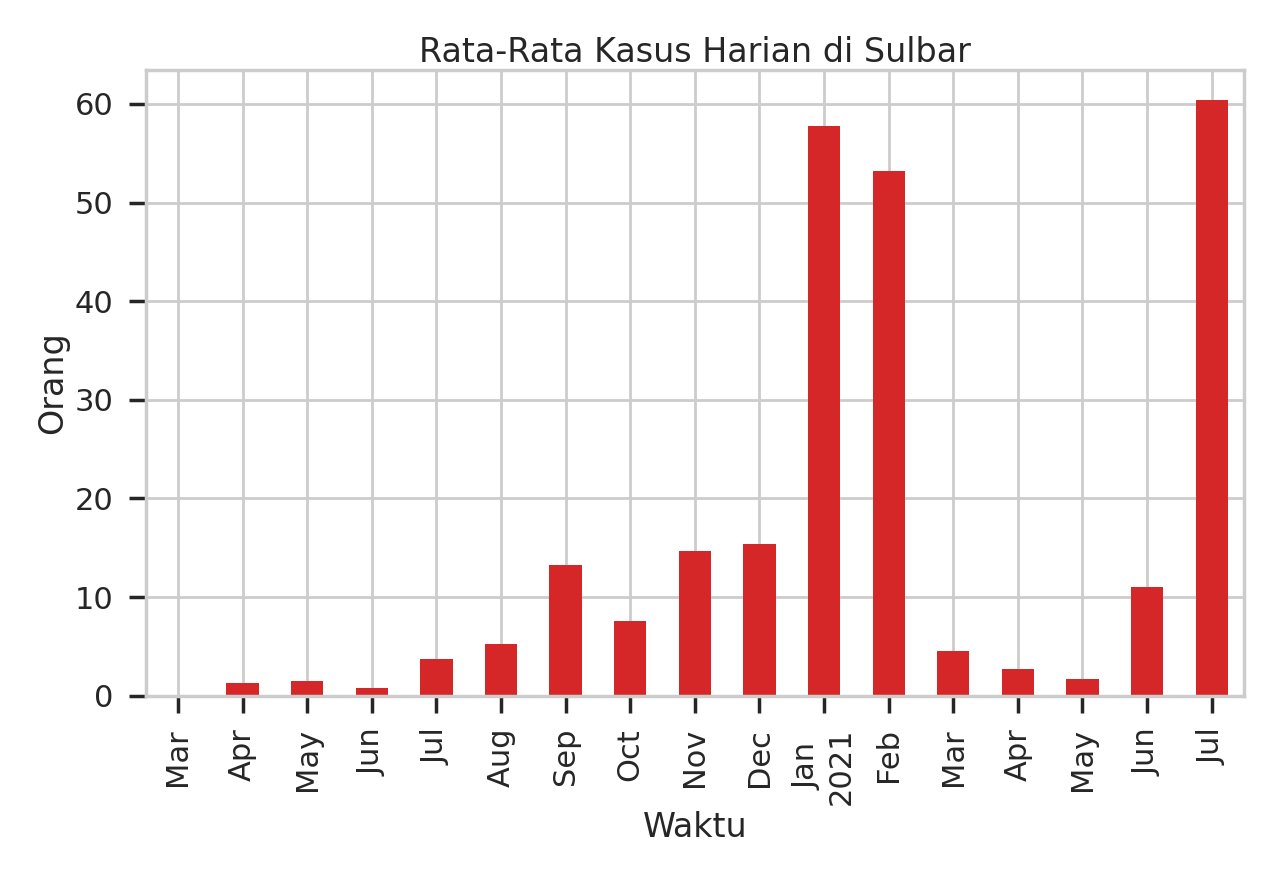 Rata-Rata Kasus Harian di Sulbar
60
50
40
30
20
10
0
Orang
Mar
Apr
May
Jun
Jul
Aug
Sep
Oct
Nov
Dec
Jan
2021
Feb
Mar
Apr
May
Jun
Jul
Waktu